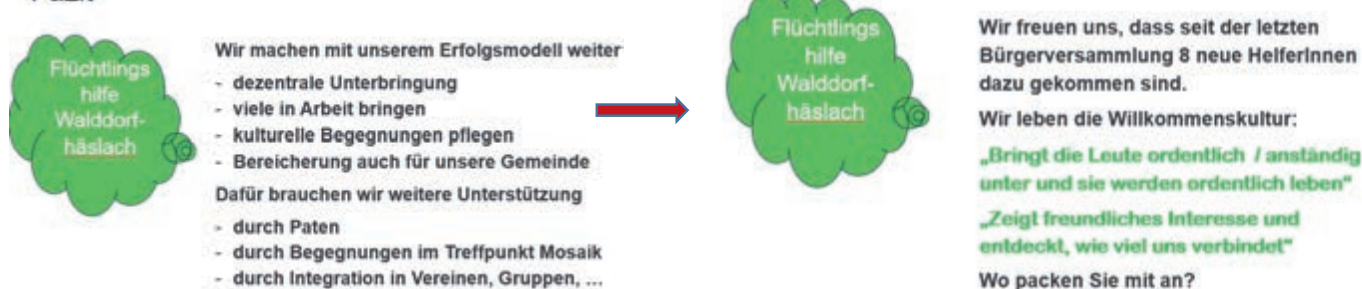 Flüchtlings
hilfe
Walddorf-
häslach
Wir machen mit unserem Erfolgsmodell weiter
- dezentrale Unterbringung
- viele in Arbeit bringen
- kulturelle Begegnungen pflegen
- Bereicherung auch für unsere Gemeinde
Dafür brauchen wir weitere Unterstützung
- durch Paten
- durch Begegnungen im Treffpunkt Mosaik
- durch Integration in Vereinen, Gruppen, ...
Flüchtlings
hilfe
Walddorf-
häslach
Wir freuen uns, dass seit der letzten
Bürgerversammlung 8 neue HelferInnen
dazu gekommen sind.
Wir leben die Willkommenskultur:
„Bringt die Leute ordentlich / anständig
unter und sie werden ordentlich leben"
„Zeigt freundliches Interesse und
entdeckt, wie viel uns verbindet"
Wo packen Sie mit an?